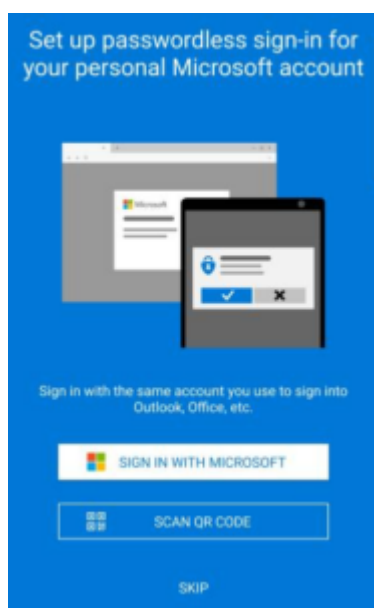 Set up passwordless sign-in for
your personal Microsoft account
Microsoft
Sign in with the same account you use to sign into
Outlook, Office, etc.
SIGN IN WITH MICROSOFT
SCAN QR CODE
SKIP